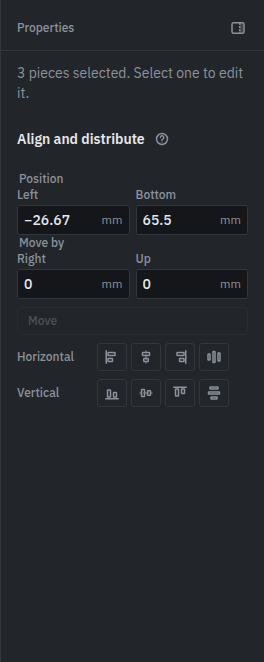 Properties
3 pieces selected. Select one to edit
it.
Align and distribute
Position
Left Bottom
−26.67 mm 65.5 mm
Move by
Right Up
0 mm 0 mm
Move
Horizontal
Vertical